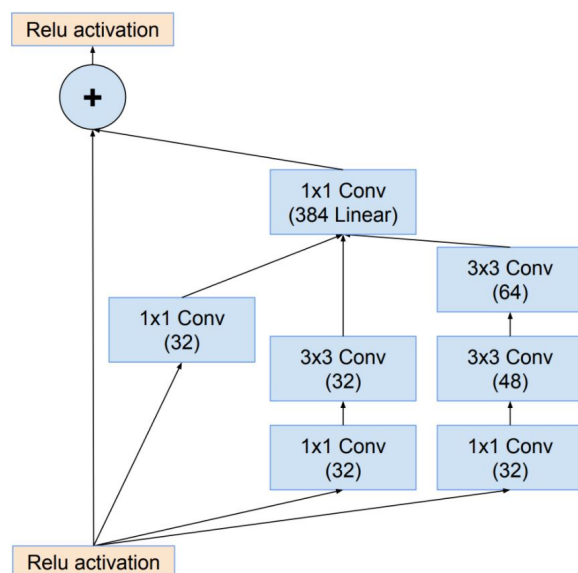 Relu activation
+
1x1 Conv
(384 Linear)
3x3 Conv
(64)
1x1 Conv
(32)
3x3 Conv
(32)
3x3 Conv
(48)
1x1 Conv
(32)
1x1 Conv
(32)
Relu activation